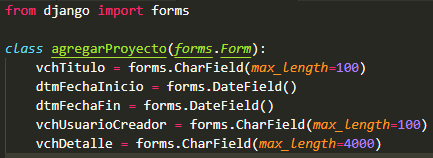 from django import forms
class agregarProyecto(forms.Form):
vchTitulo = forms.CharField(max_length=100)
dtmFechaInicio = forms.DateField()
dtmFechaFin = forms.DateField()
vchUsuarioCreador = forms.CharField(max_length=100)
vchDetalle = forms.CharField(max_length=4000)